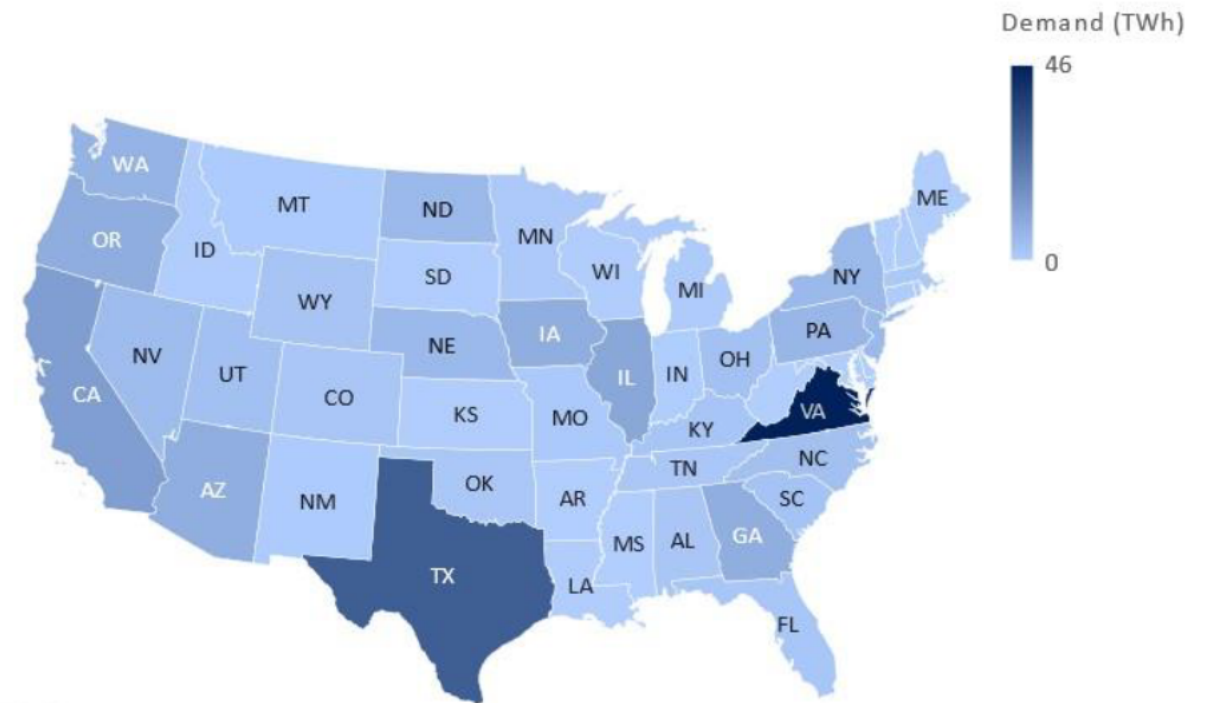 Demand (TWh)
46
0
WA
MT
ND
MN
ME
OR
ID
SD
WI
MI
NY
WY
NV
UT
CO
NE
IA
IL
IN
OH
PA
CA
KS
MO
KY
VA
AZ
NM
OK
AR
TN
NC
SC
TX
LA
MS
AL
GA
FL